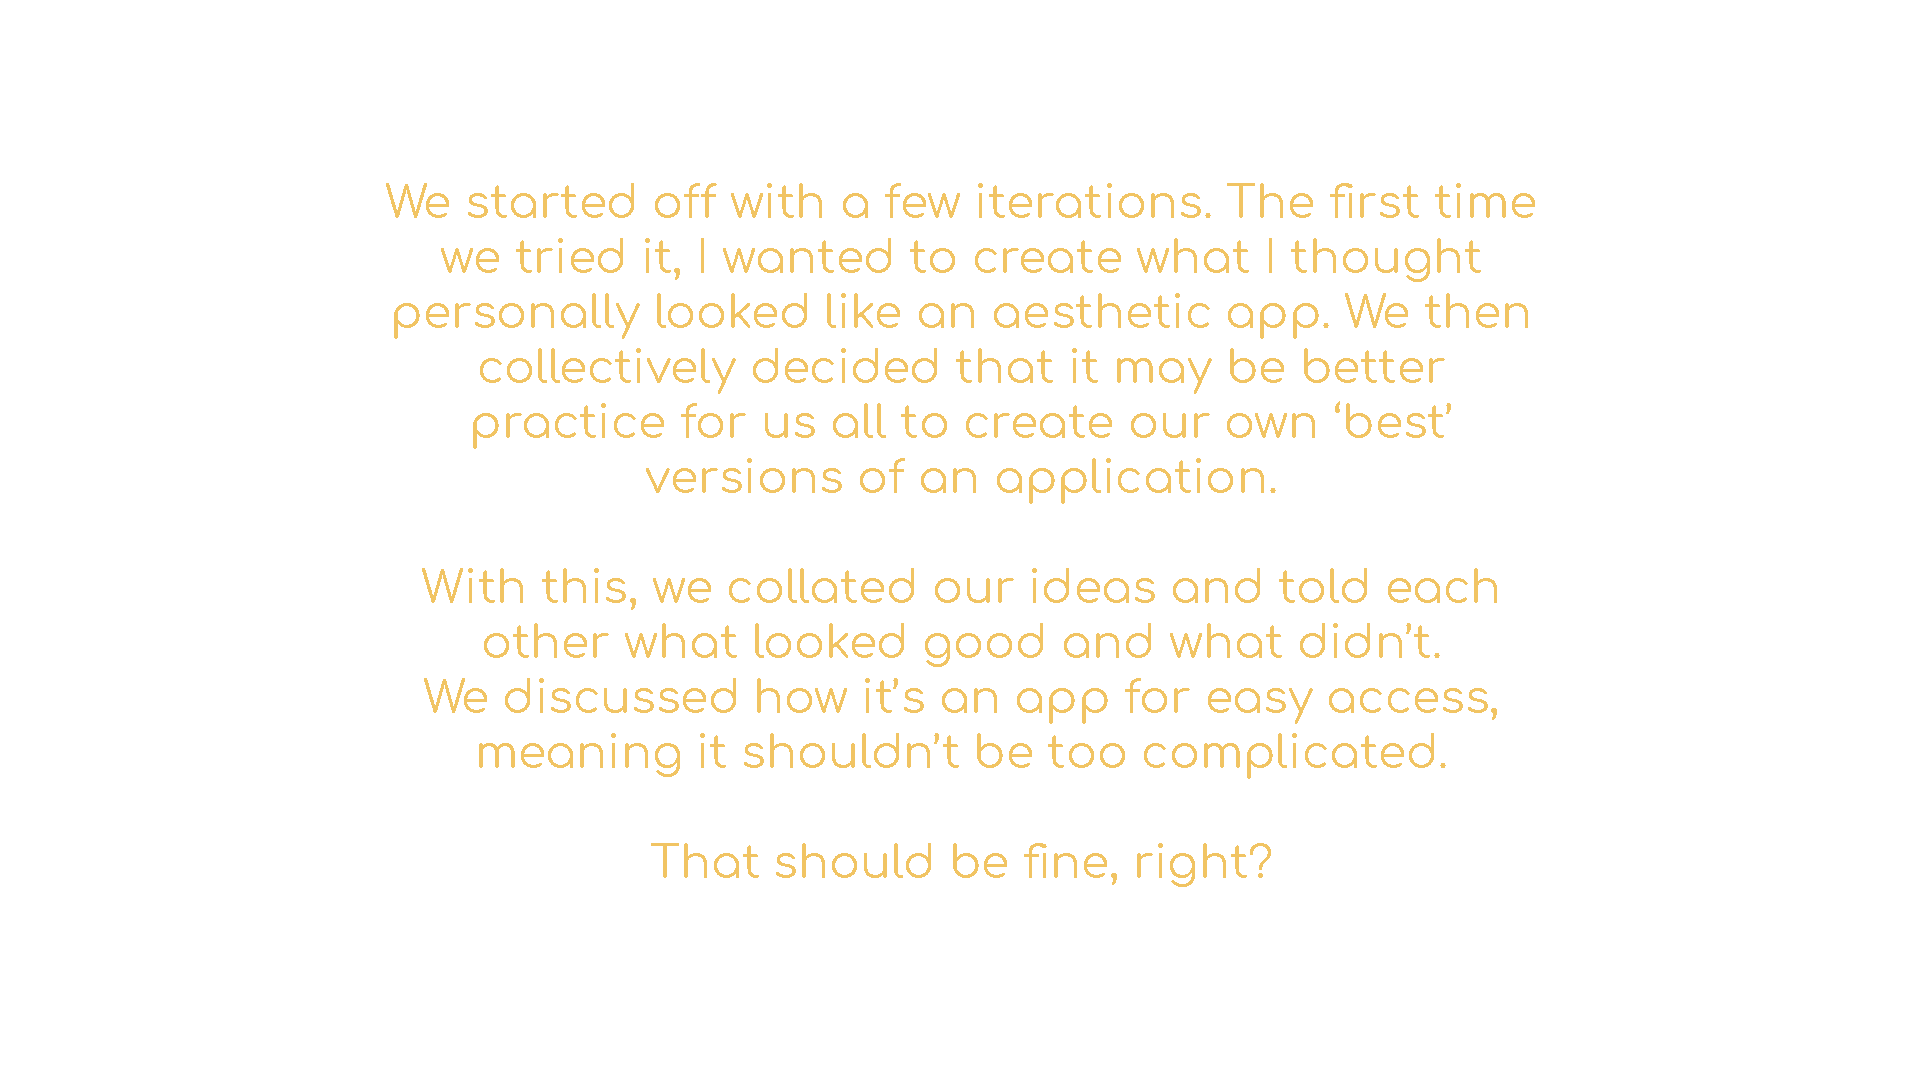 We started off with a few iterations. The first time
we tried it, I wanted to create what I thought
personally looked like an aesthetic app. We then
collectively decided that it may be better
practice for us all to create our own ‘best’
versions of an application.
With this, we collated our ideas and told each
other what looked good and what didn’t.
We discussed how it’s an app for easy access,
meaning it shouldn’t be too complicated.
That should be fine, right?